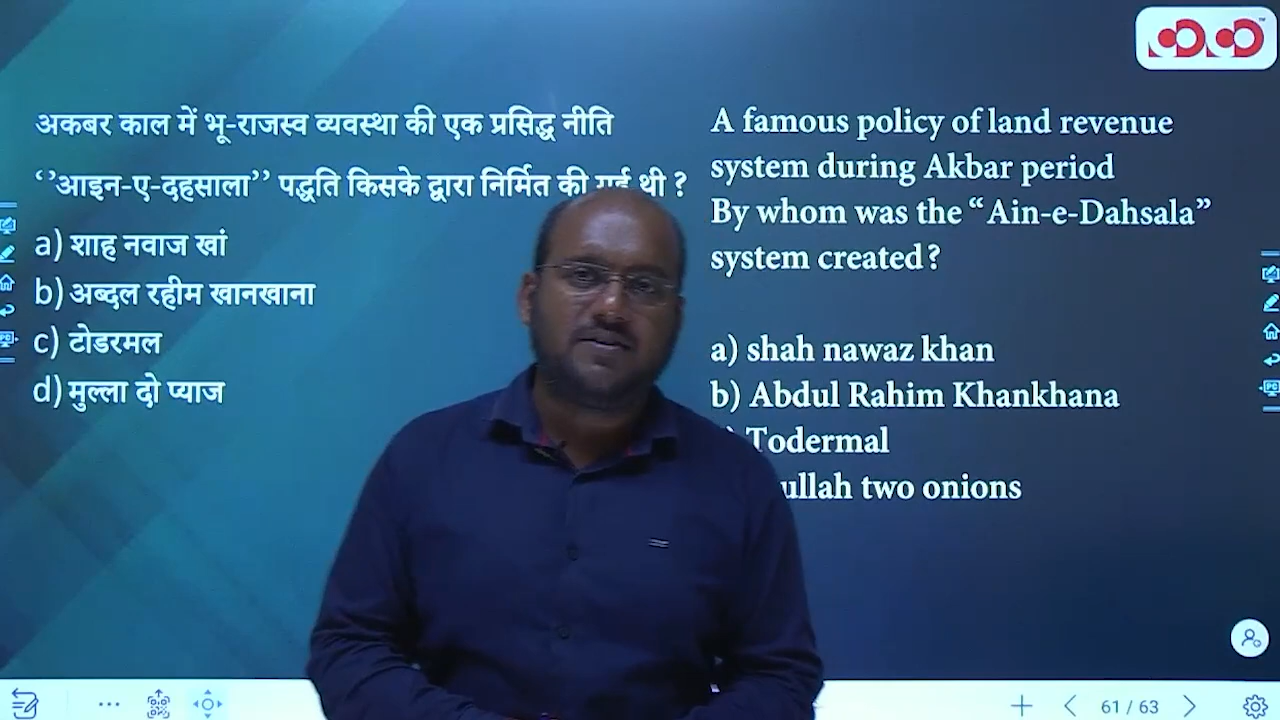 अकबर काल में भू-राजस्व व्यवस्था की एक प्रसिद्ध नीति
‘’आइन-ए-दहसाला’’ पद्धति किसके द्वारा निर्मित की गई थी ?
a) शाह नवाज खां
b) अब्दल रहीम खानखाना
c) टोडरमल
d) मुल्ला दो प्याज
A famous policy of land revenue
system during Akbar period
By whom was the “Ain-e-Dahsala”
system created?
a) shah nawaz khan
b) Abdul Rahim Khankhana
Todermal
two onions
61 / 63